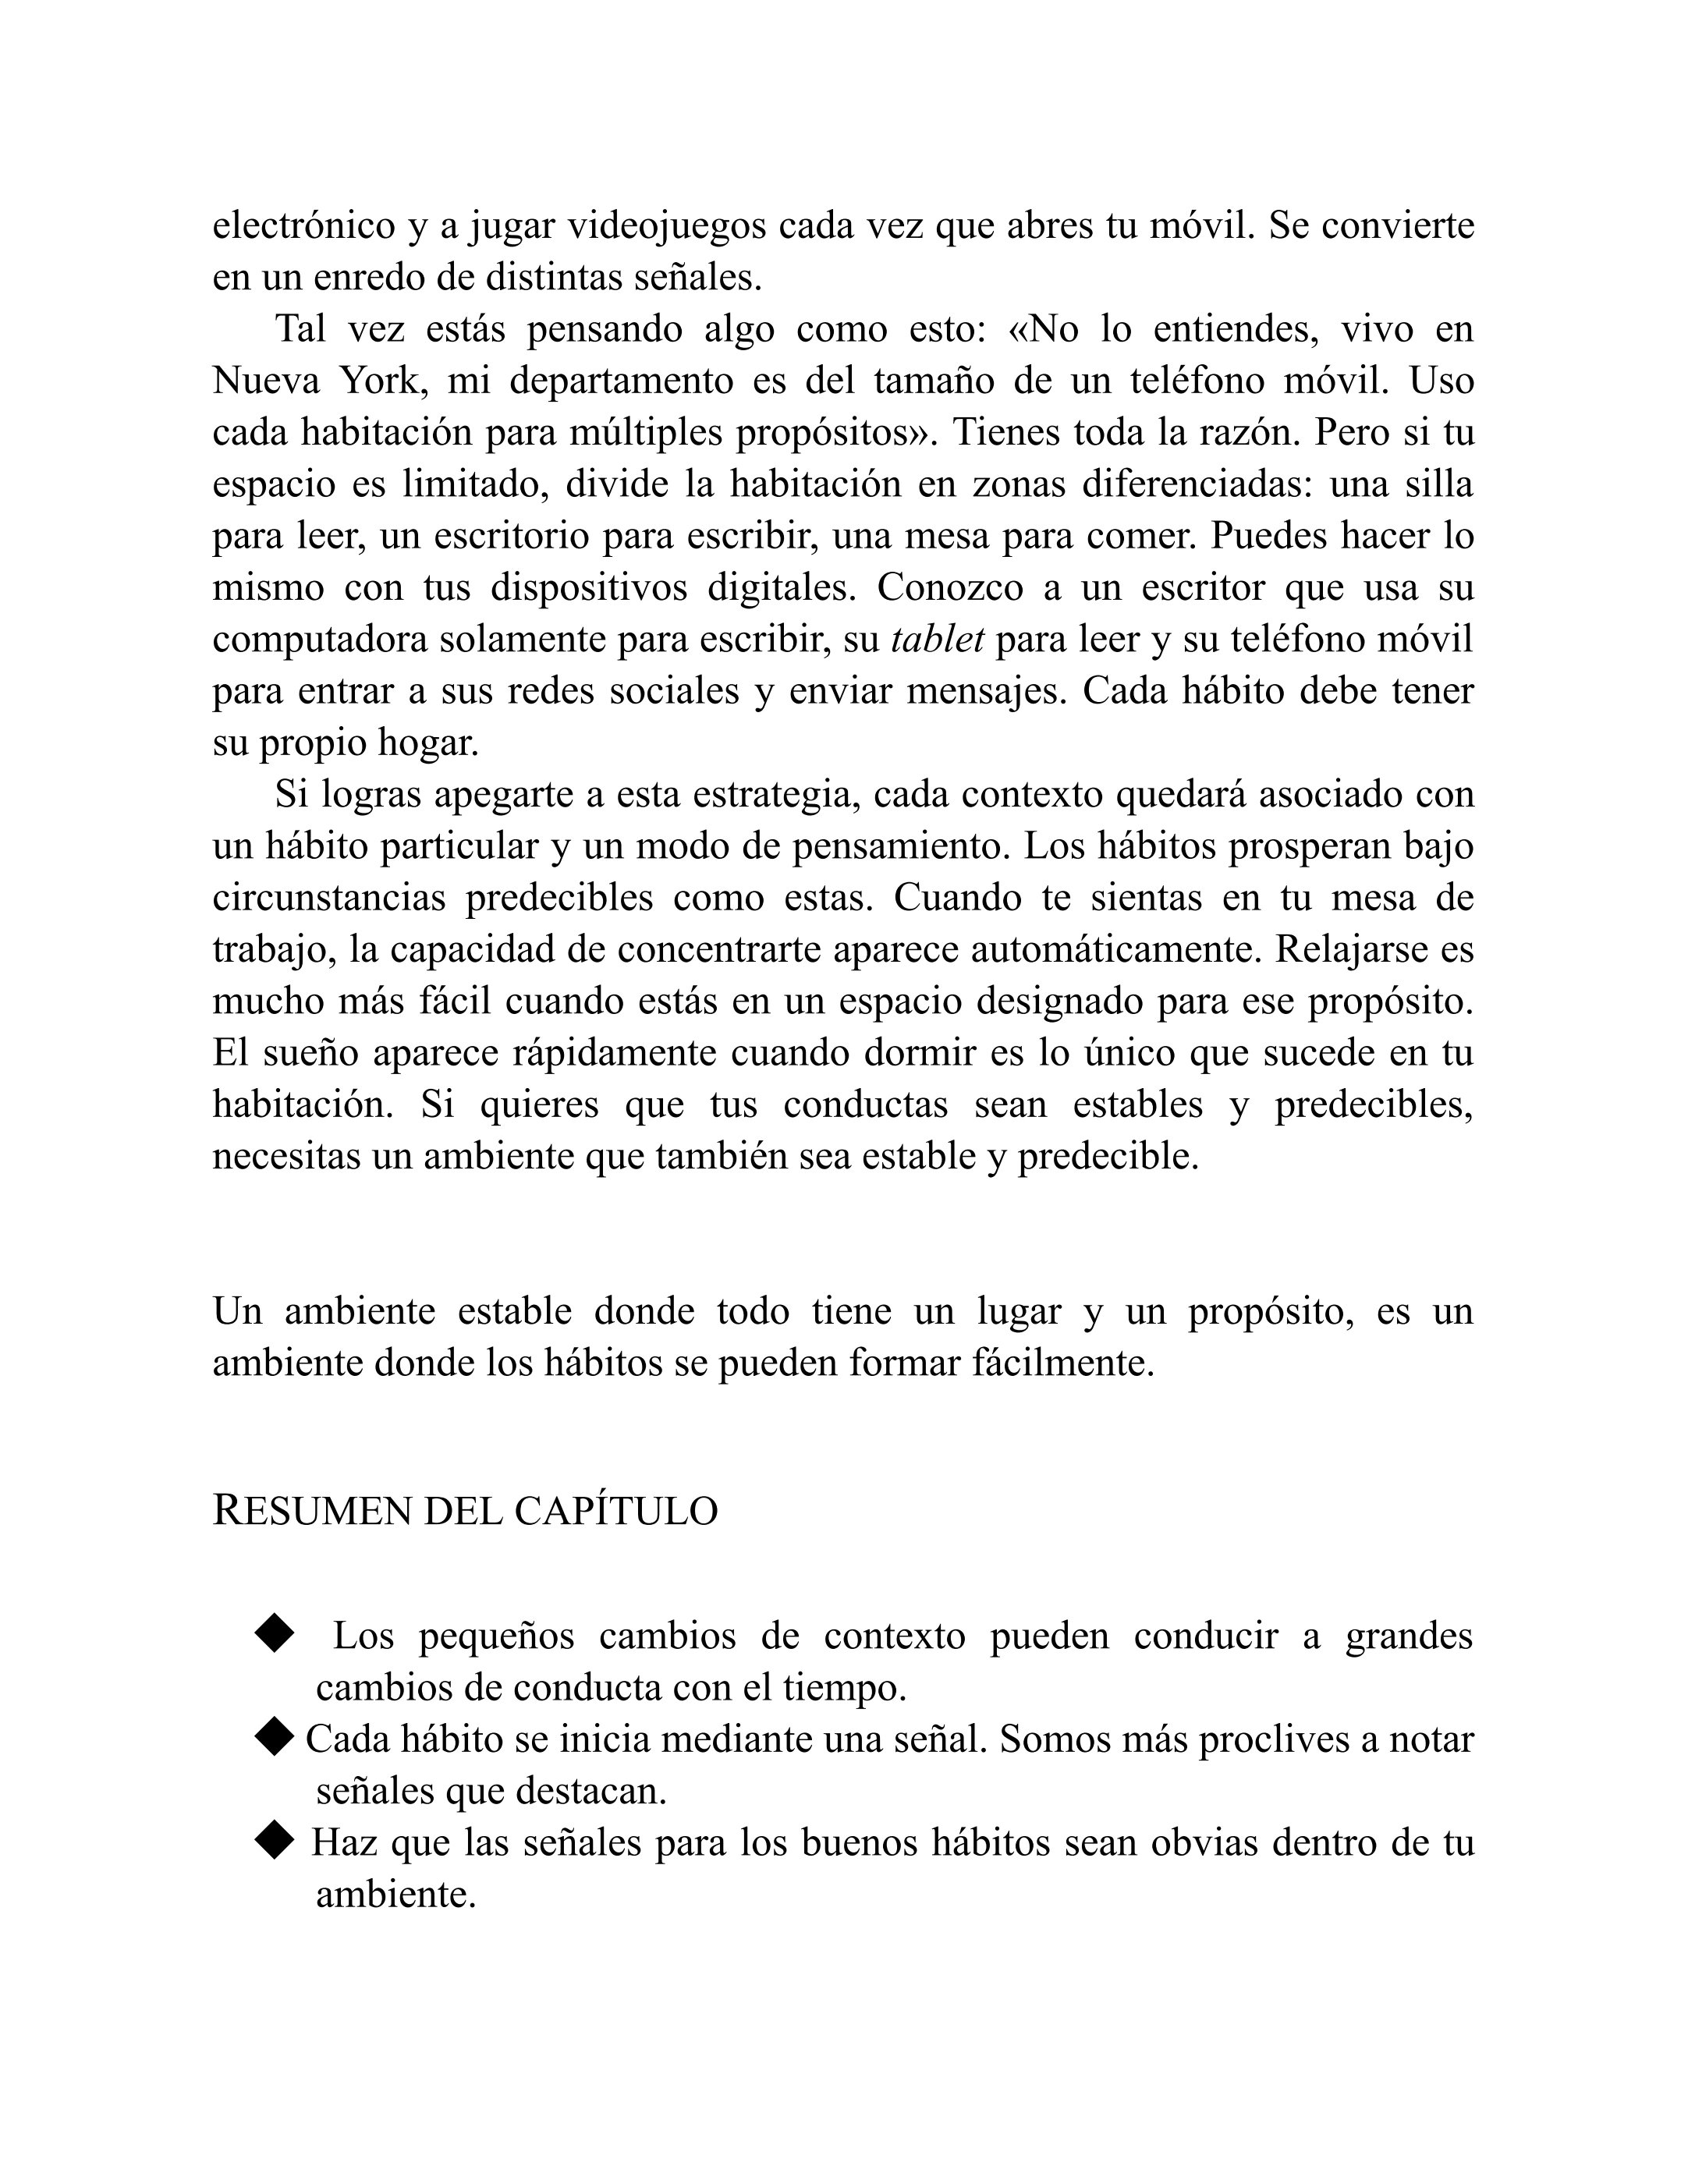 electrónico y a jugar videojuegos cada vez que abres tu móvil. Se convierte
en un enredo de distintas señales.
Tal vez estás pensando algo como esto: «No lo entiendes, vivo en
Nueva York, mi departamento es del tamaño de un teléfono móvil. Uso
cada habitación para múltiples propósitos». Tienes toda la razón. Pero si tu
espacio es limitado, divide la habitación en zonas diferenciadas: una silla
para leer, un escritorio para escribir, una mesa para comer. Puedes hacer lo
mismo con tus dispositivos digitales. Conozco a un escritor que usa su
computadora solamente para escribir, su tablet para leer y su teléfono móvil
para entrar a sus redes sociales y enviar mensajes. Cada hábito debe tener
su propio hogar.
Si logras apegarte a esta estrategia, cada contexto quedará asociado con
un hábito particular y un modo de pensamiento. Los hábitos prosperan bajo
circunstancias predecibles como estas. Cuando te sientas en tu mesa de
trabajo, la capacidad de concentrarte aparece automáticamente. Relajarse es
mucho más fácil cuando estás en un espacio designado para ese propósito.
El sueño aparece rápidamente cuando dormir es lo único que sucede en tu
habitación. Si quieres que tus conductas sean estables y predecibles,
necesitas un ambiente que también sea estable y predecible.
Un ambiente estable donde todo tiene un lugar y un propósito, es un
ambiente donde los hábitos se pueden formar fácilmente.
RESUMEN DEL CAPÍTULO
◆ Los pequeños cambios de contexto pueden conducir a grandes
cambios de conducta con el tiempo.
◆ Cada hábito se inicia mediante una señal. Somos más proclives a notar
señales que destacan.
◆ Haz que las señales para los buenos hábitos sean obvias dentro de tu
ambiente.